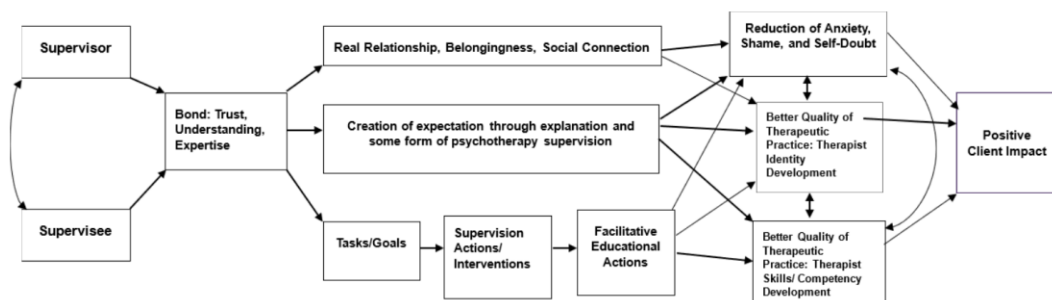 Supervisor
Supervisee
Bond: Trust,
Understanding,
Expertise
Real Relationship, Belongingness, Social Connection
Creation of expectation through explanation and
some form of psychotherapy supervision
Tasks/Goals
Supervision
Actions/
Interventions
Facilitative
Educational
Actions
Reduction of Anxiety,
Shame, and Self-Doubt
Better Quality of
Therapeutic
Practice: Therapist
Identity
Development
Better Quality of
Therapeutic
Practice: Therapist
Skills/ Competency
Development
Positive
Client Impact